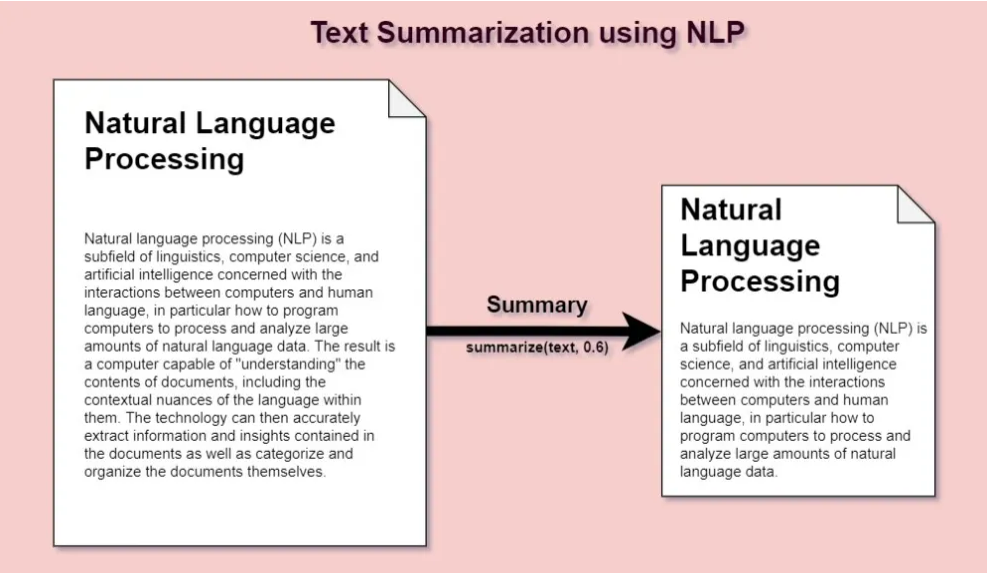 Text Summarization using NLP
Natural Language
Processing
Natural language processing (NLP) is a
subfield of linguistics, computer science, and
artificial intelligence concerned with the
interactions between computers and human
language, in particular how to program
computers to process and analyze large
amounts of natural language data. The result is
a computer capable of "understanding" the
contents of documents, including the
contextual nuances of the language within
them. The technology can then accurately
extract information and insights contained in
the documents as well as categorize and
organize the documents themselves.
Summary
summarize(text, 0.6)
Natural
Language
Processing
Natural language processing (NLP) is
a subfield of linguistics, computer
science, and artificial intelligence
concerned with the interactions
between computers and human
language, in particular how to
program computers to process and
analyze large amounts of natural
language data.